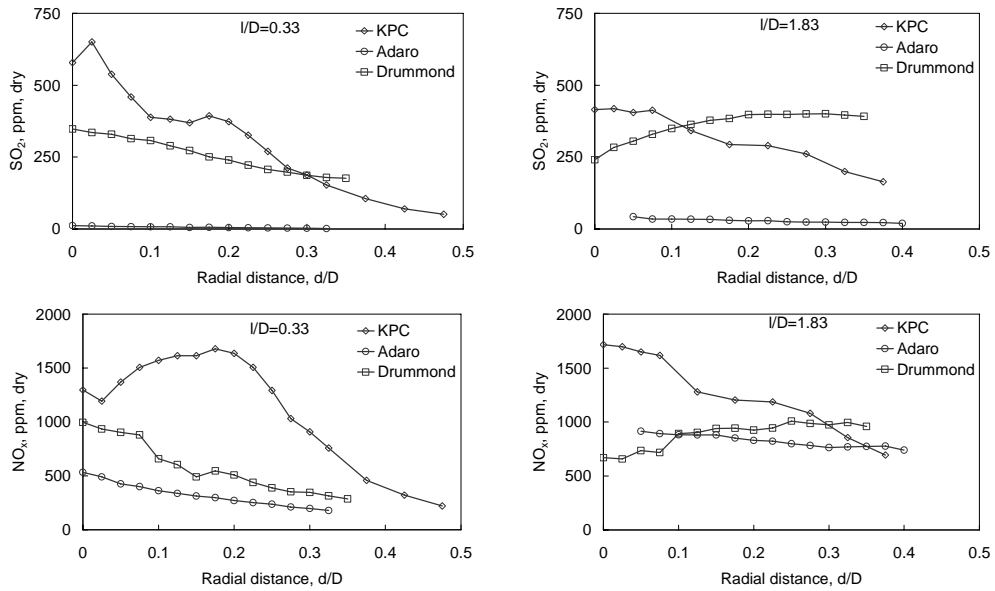 750
500
250
0
SO₂, ppm, dry
l/D=0.33
KPC
Adaro
Drummond
0 0.1 0.2 0.3 0.4 0.5
Radial distance, d/D
750
500
250
0
SO₂, ppm, dry
l/D=1.83
KPC
Adaro
Drummond
0 0.1 0.2 0.3 0.4 0.5
Radial distance, d/D
2000
1500
1000
500
0
NOₓ, ppm, dry
l/D=0.33
KPC
Adaro
Drummond
0 0.1 0.2 0.3 0.4 0.5
Radial distance, d/D
2000
1500
1000
500
0
NOₓ, ppm, dry
l/D=1.83
KPC
Adaro
Drummond
0 0.1 0.2 0.3 0.4 0.5
Radial distance, d/D